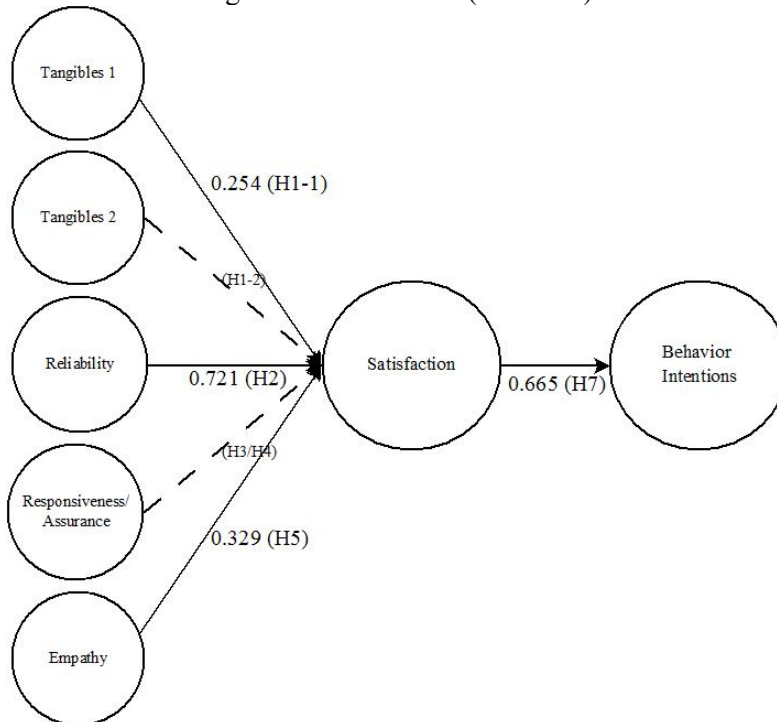 Tangibles 1
0.254 (H1-1)
Tangibles 2
(H1-2)
Reliability
0.721 (H2)
Satisfaction
0.665 (H7)
Behavior
Intentions
Responsiveness/
Assurance
(H3/H4)
0.329 (H5)
Empathy